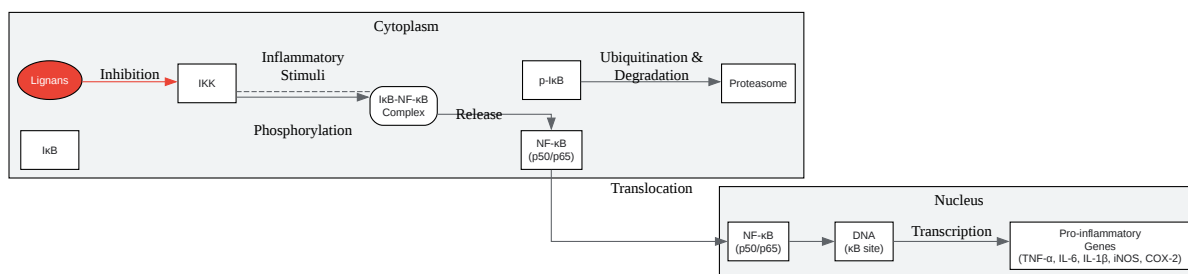 Cytoplasm
Lignans
Inhibition
IKK
Inflammatory
Stimuli
Phosphorylation
IκB-NF-κB
Complex
Release
p-IκB
Ubiquitination &
Degradation
Proteasome
IκB
NF-κB
(p50/p65)
Translocation
Nucleus
NF-κB
(p50/p65)
DNA
(κB site)
Transcription
Pro-inflammatory
Genes
(TNF-α, IL-6, IL-1β, iNOS, COX-2)